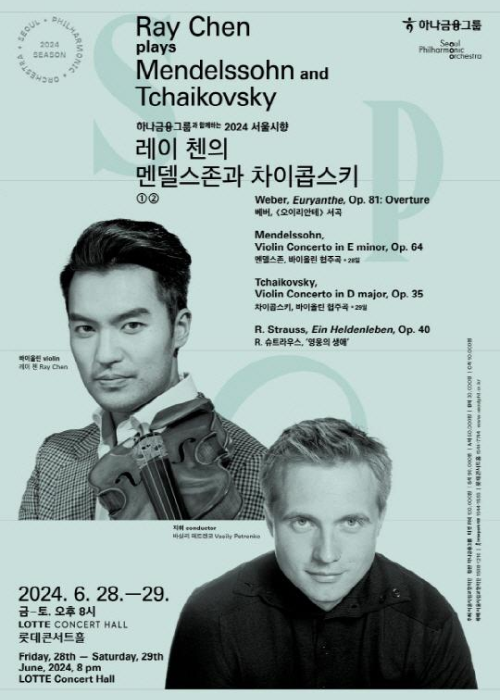 SEOUL PHILHARMONIC ORCHESTRA
2024
SEASON
Ray Chen
plays
Mendelssohn and
Tchaikovsky
하나금융그룹
Seoul
Philharmonic
orchestra
하나금융그룹과 함께하는 2024 서울시향
레이 첸의
멘델스존과 차이콥스키
①②
Weber, Euryanthe, Op. 81: Overture
베버, 《오이리안테》 서곡
Mendelssohn,
Violin Concerto in E minor, Op. 64
멘델스존, 바이올린 협주곡 • 28일
Tchaikovsky,
Violin Concerto in D major, Op. 35
차이콥스키, 바이올린 협주곡 • 29일
R. Strauss, Ein Heldenleben, Op. 40
R. 슈트라우스, ‘영웅의 생애’
바이올린 violin
레이 첸 Ray Chen
지휘 conductor
바실리 페트렌코 Vasily Petrenko
2024. 6. 28.—29.
금–토. 오후 8시
LOTTE CONCERT HALL
롯데콘서트홀
Friday, 28th — Saturday, 29th
June, 2024, 8 pm
LOTTE Concert Hall
S
P
O